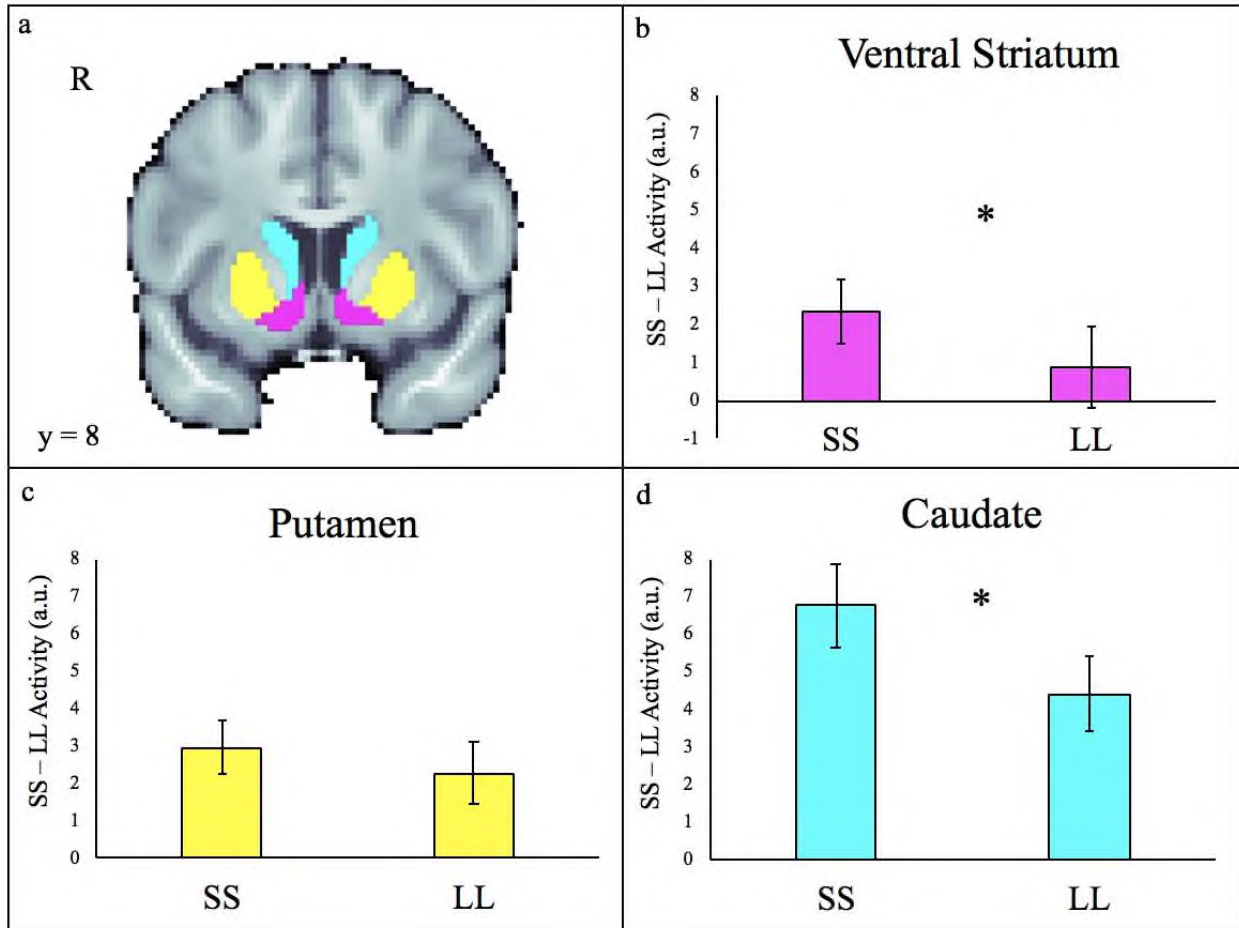 a
R
y = 8
b
Ventral Striatum
SS – LL Activity (a.u.)
8
7
6
5
4
3
2
1
0
-1
*
SS
LL
c
Putamen
SS – LL Activity (a.u.)
8
7
6
5
4
3
2
1
0
SS
LL
d
Caudate
SS – LL Activity (a.u.)
8
7
6
5
4
3
2
1
0
*
SS
LL